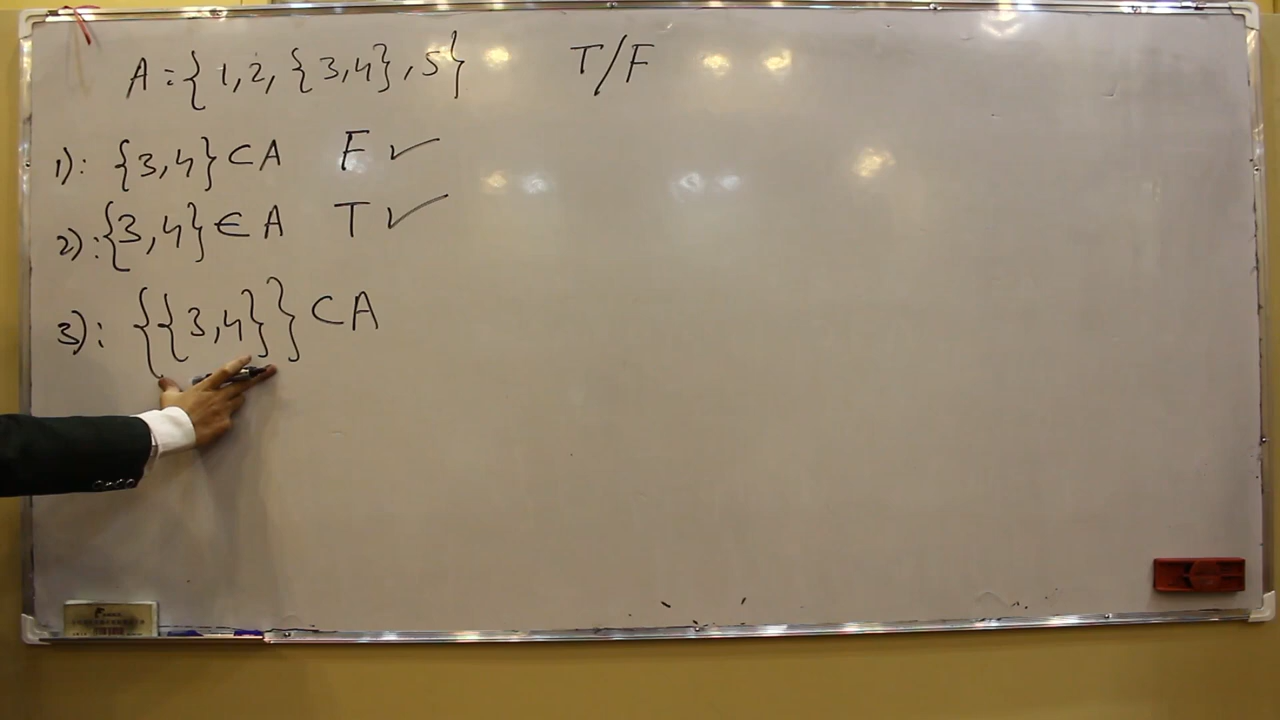 A = { 1, 2, { 3, 4 } , 5 } T/F
1): {3,4} ⊂ A F ✓
2): {3,4} ∈ A T ✓
3): {{3,4}} ⊂ A